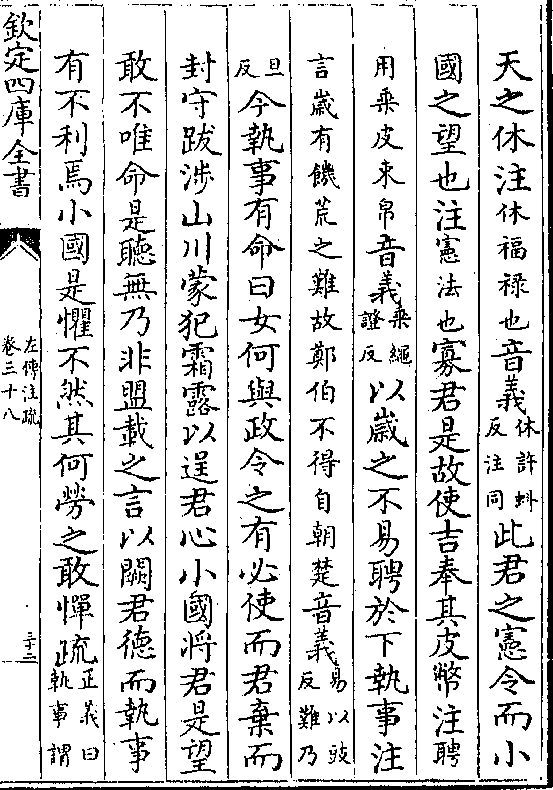 天之休注休福禄也音義休許㪷反注同此君之憲令而小
國之望也注憲法也寡君是故使吉奉其皮幣注聘
用乗皮束帛音義乗繩證反以嵗之不易聘於下執事注
言嵗有饑荒之難故鄭伯不得自朝楚音義易以豉反難乃
旦反今執事有命曰女何與政令之有必使而君棄而
封守跋渉山川蒙犯霜露以逞君心小國將君是望
敢不唯命是聽無乃非盟載之言以闕君徳而執事
有不利焉小國是懼不然其何勞之敢憚疏正義曰執事謂
欽定四庫全書
左傳注疏
卷三十八
三十二